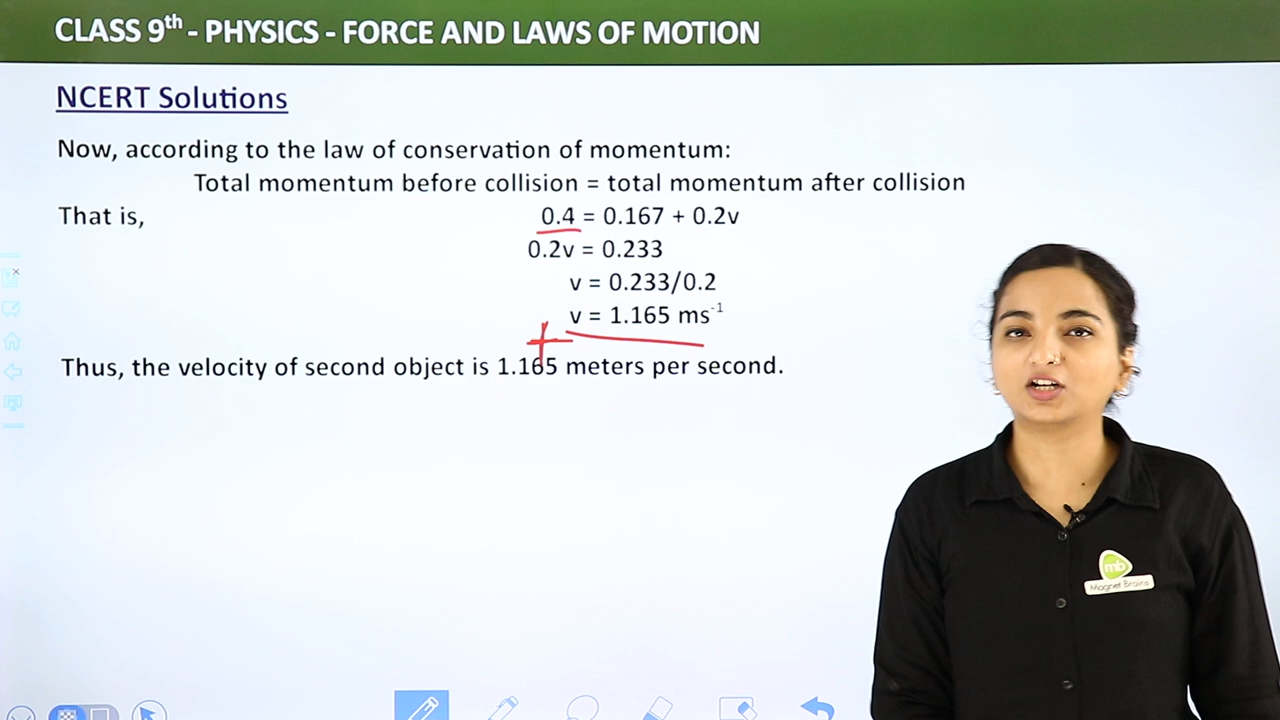 CLASS 9th - PHYSICS - FORCE AND LAWS OF MOTION
NCERT Solutions
Now, according to the law of conservation of momentum:
Total momentum before collision = total momentum after collision
That is, 0.4 = 0.167 + 0.2v
0.2v = 0.233
v = 0.233/0.2
v = 1.165 ms-1
+
Thus, the velocity of second object is 1.165 meters per second.
mb
Magnet Brains